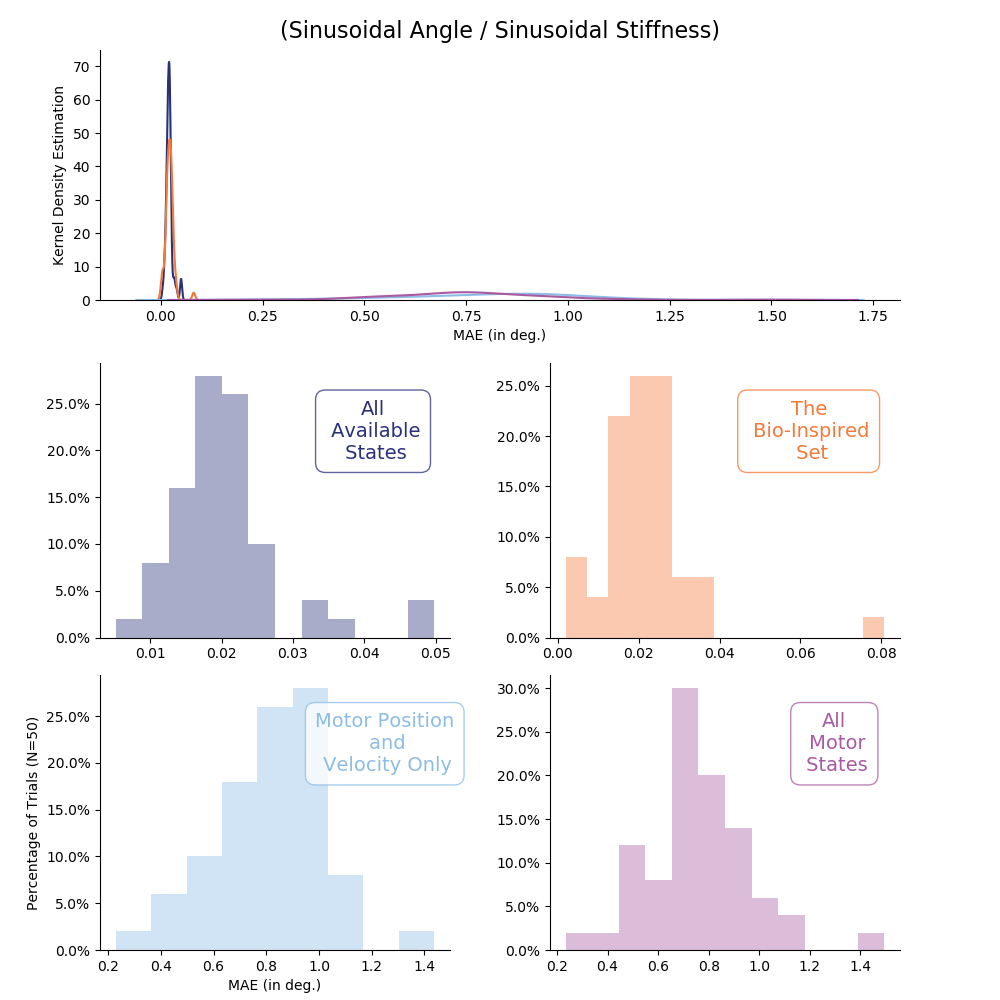 (Sinusoidal Angle / Sinusoidal Stiffness)
Kernel Density Estimation
70
60
50
40
30
20
10
0
0.00 0.25 0.50 0.75 1.00 1.25 1.50 1.75
MAE (in deg.)
25.0%
20.0%
15.0%
10.0%
5.0%
0.0%
All
Available
States
0.01 0.02 0.03 0.04 0.05
25.0%
20.0%
15.0%
10.0%
5.0%
0.0%
The
Bio-Inspired
Set
0.00 0.02 0.04 0.06 0.08
Percentage of Trials (N=50)
25.0%
20.0%
15.0%
10.0%
5.0%
0.0%
Motor Position
and
Velocity Only
0.2 0.4 0.6 0.8 1.0 1.2 1.4
MAE (in deg.)
30.0%
25.0%
20.0%
15.0%
10.0%
5.0%
0.0%
All
Motor
States
0.2 0.4 0.6 0.8 1.0 1.2 1.4